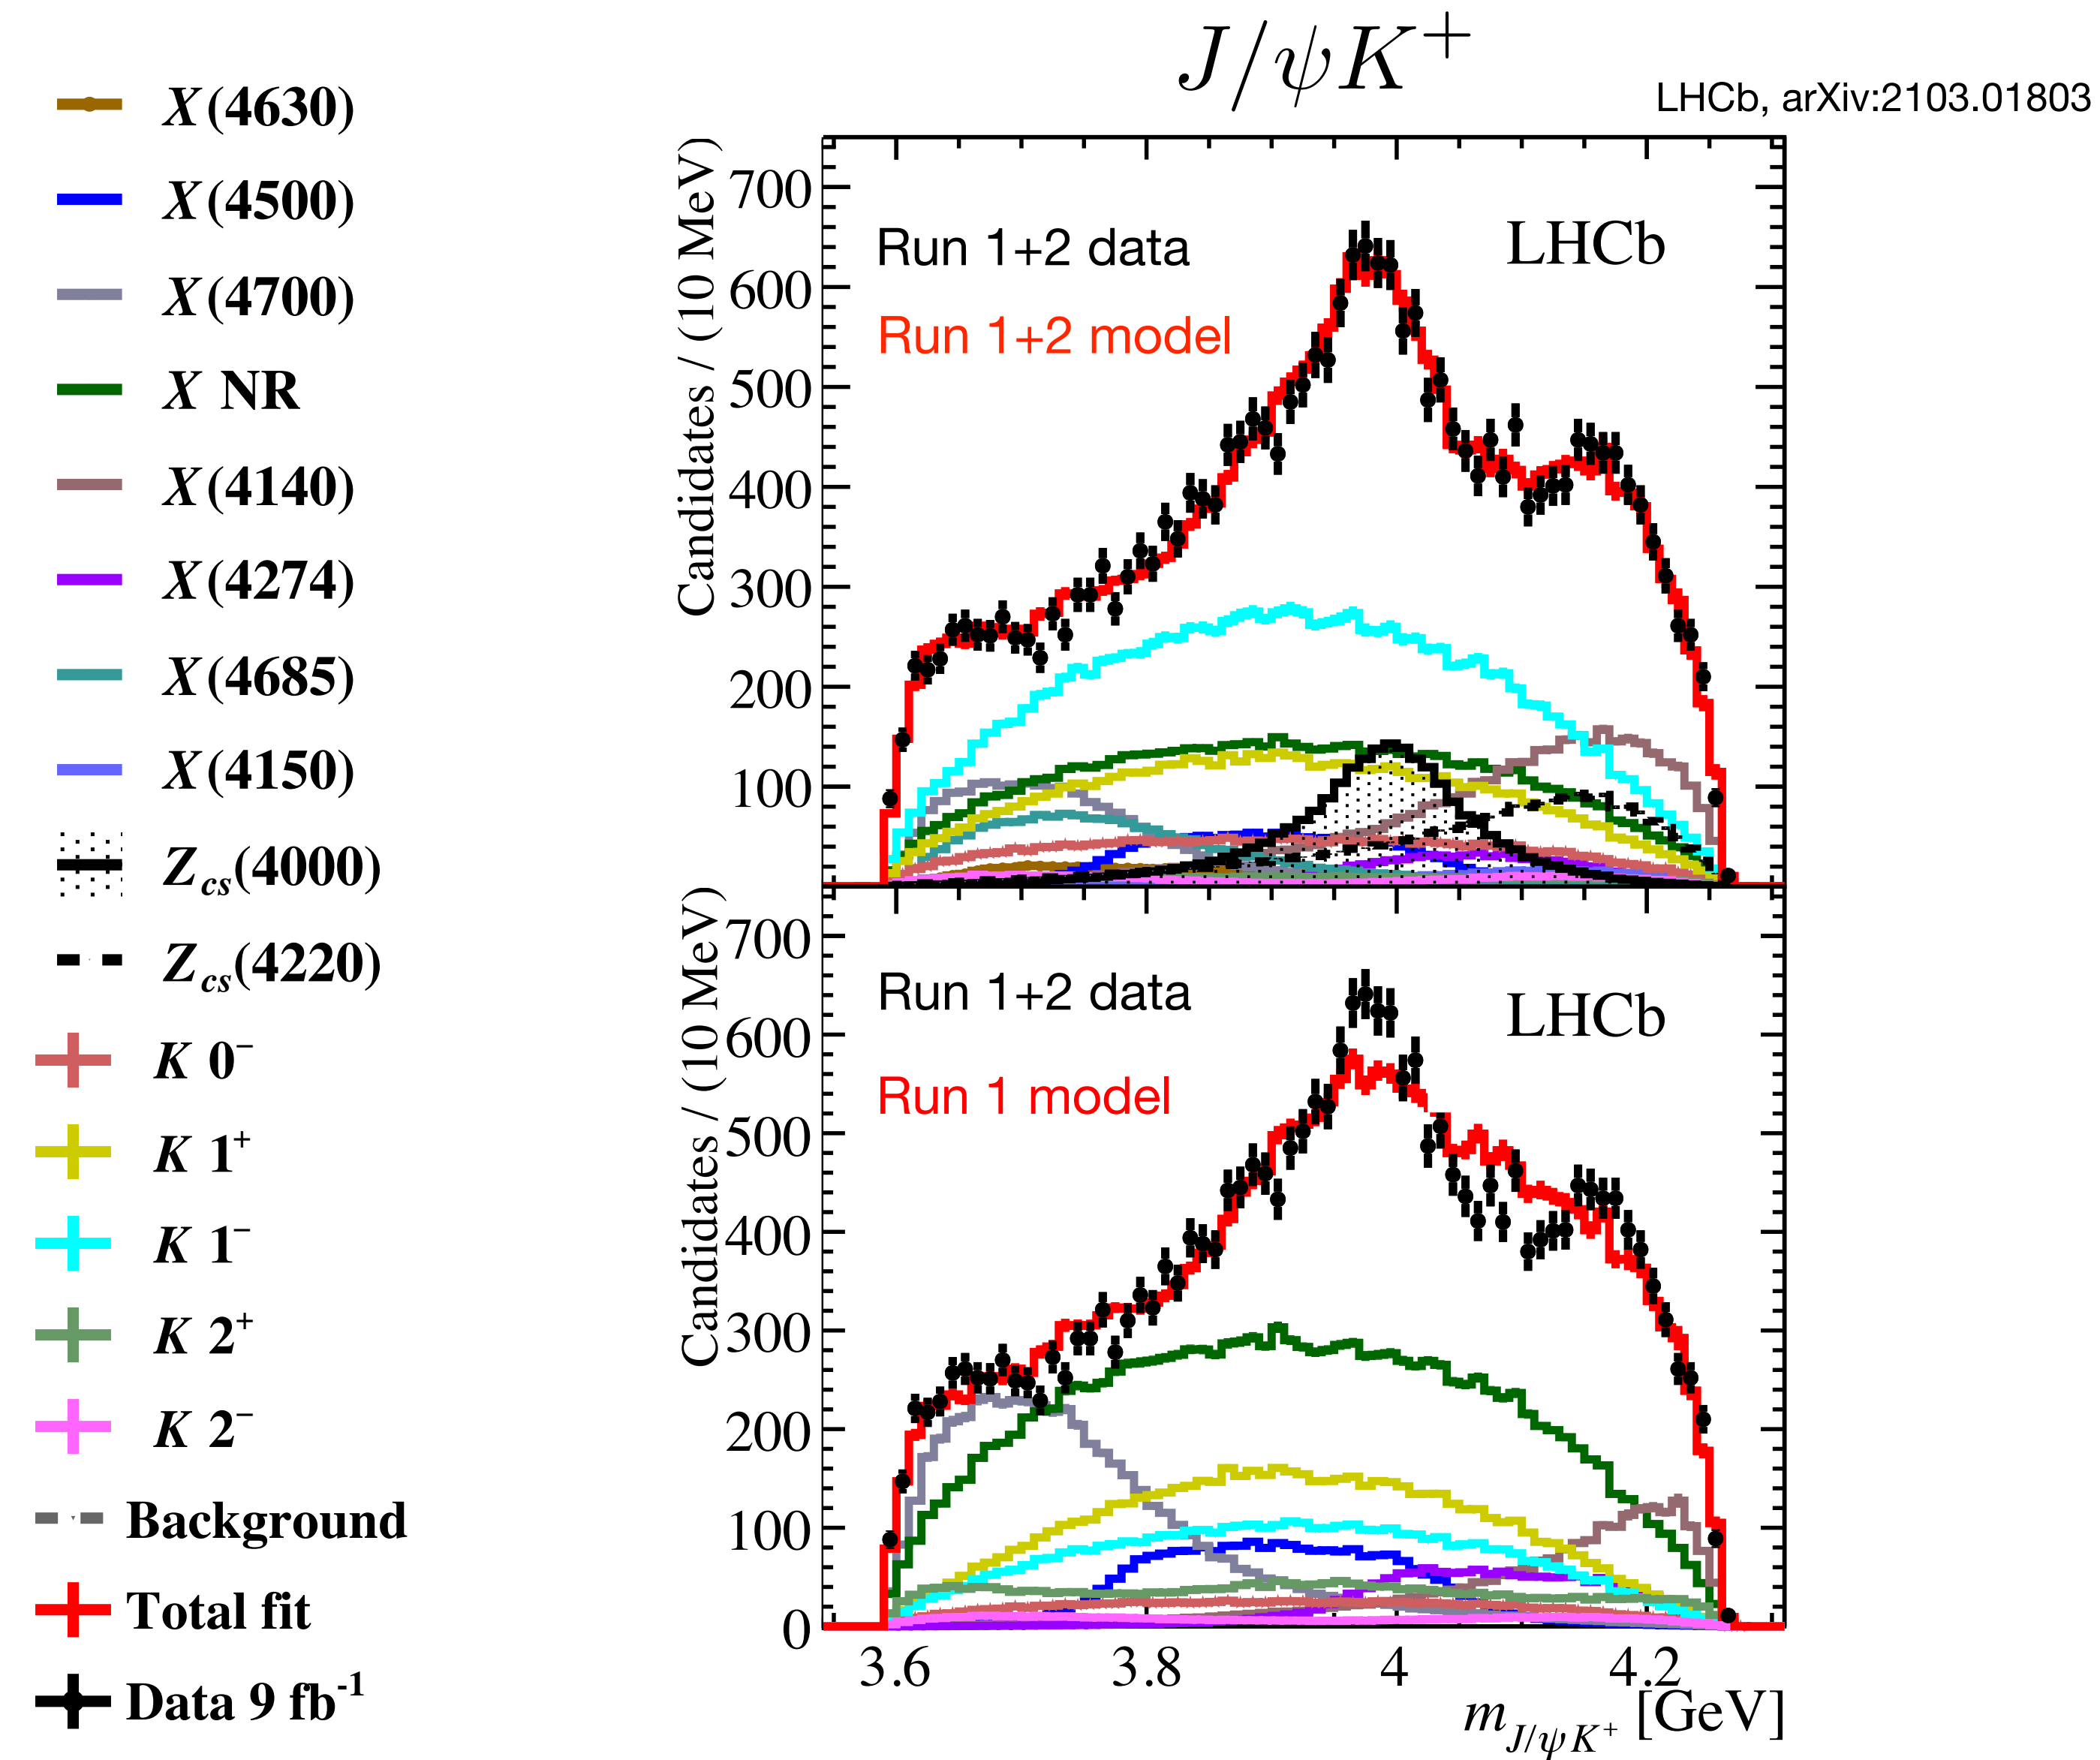 J/ψK⁺
LHCb, arXiv:2103.01803
X(4630)
X(4500)
X(4700)
X NR
X(4140)
X(4274)
X(4685)
X(4150)
Z_cs(4000)
Z_cs(4220)
K 0⁻
K 1⁺
K 1⁻
K 2⁺
K 2⁻
Background
Total fit
Data 9 fb⁻¹
Candidates / (10 MeV)
700
600
500
400
300
200
100
Run 1+2 data
LHCb
Run 1+2 model
Candidates / (10 MeV)
700
600
500
400
300
200
100
0
Run 1+2 data
LHCb
Run 1 model
3.6 3.8 4 4.2
m_J/ψK⁺ [GeV]